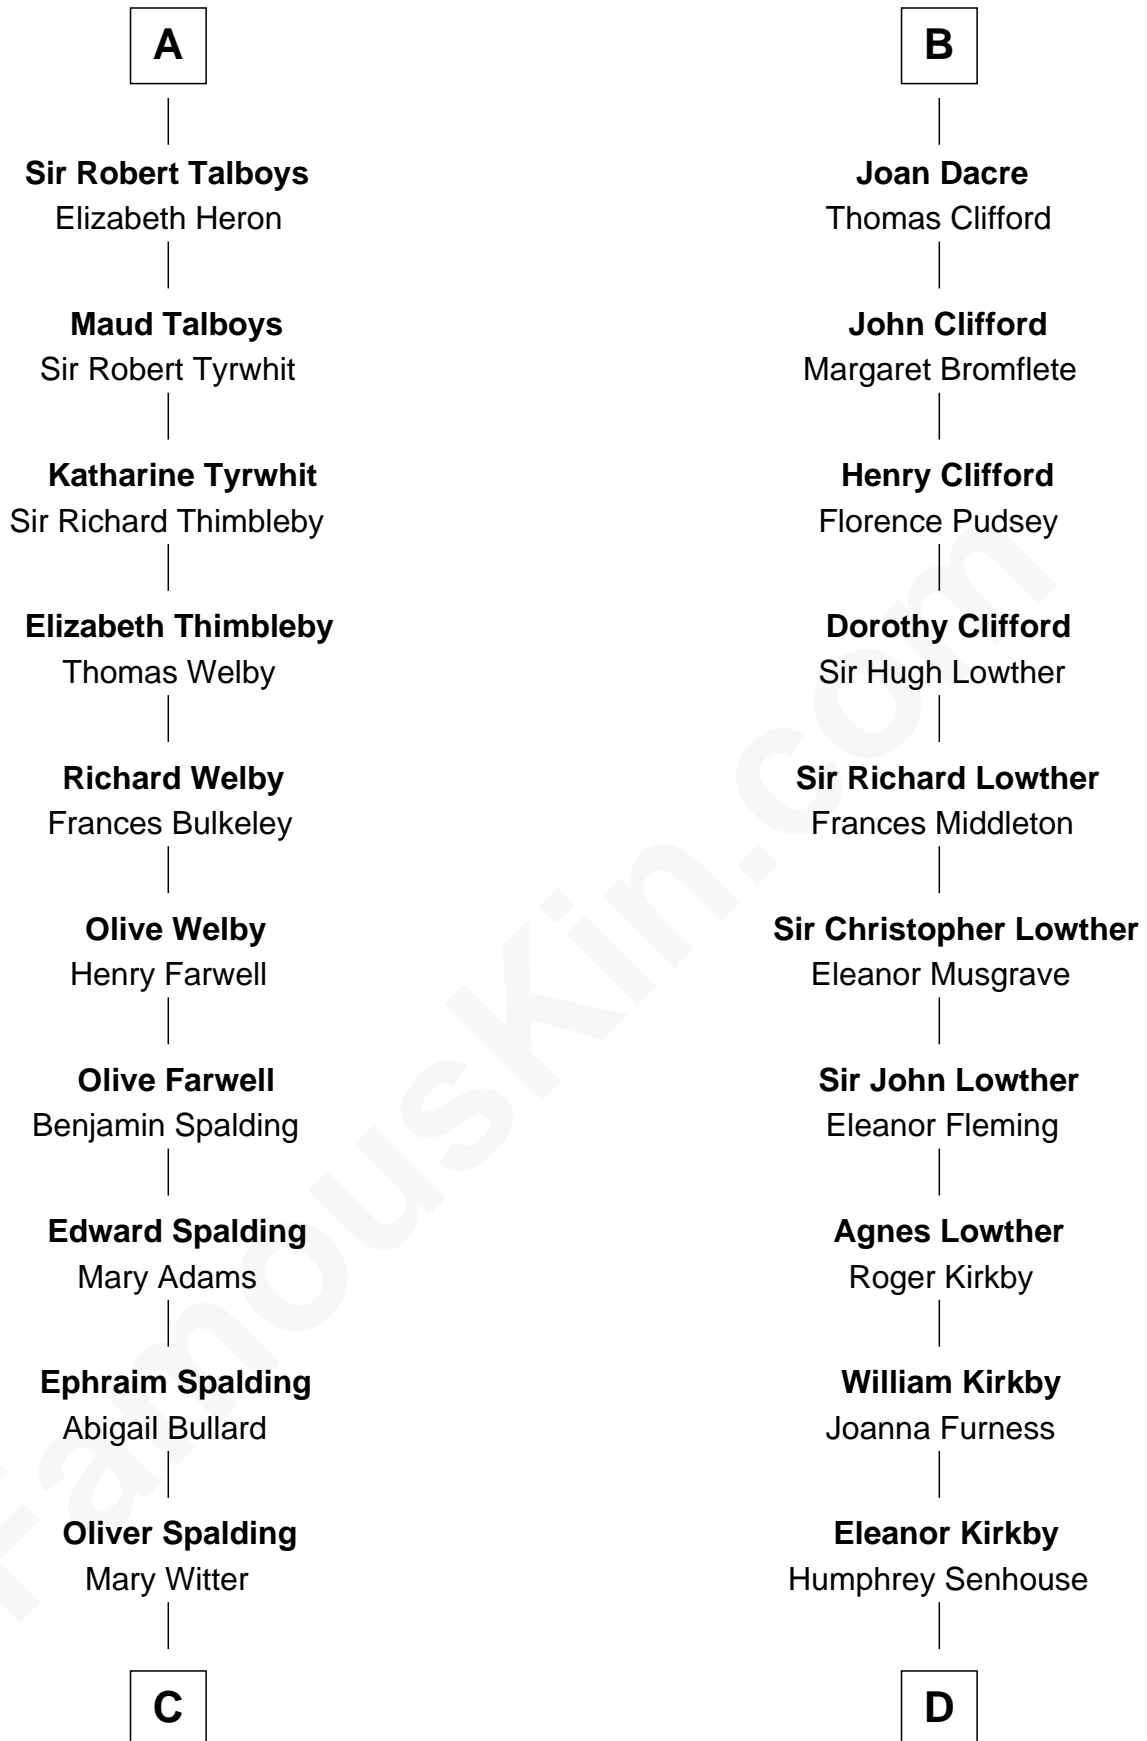 A
Sir Robert Talboys
Elizabeth Heron
Maud Talboys
Sir Robert Tyrwhit
Katharine Tyrwhit
Sir Richard Thimbleby
Elizabeth Thimbleby
Thomas Welby
Richard Welby
Frances Bulkeley
Olive Welby
Henry Farwell
Olive Farwell
Benjamin Spalding
Edward Spalding
Mary Adams
Ephraim Spalding
Abigail Bullard
Oliver Spalding
Mary Witter
C
B
Joan Dacre
Thomas Clifford
John Clifford
Margaret Bromflete
Henry Clifford
Florence Pudsey
Dorothy Clifford
Sir Hugh Lowther
Sir Richard Lowther
Frances Middleton
Sir Christopher Lowther
Eleanor Musgrave
Sir John Lowther
Eleanor Fleming
Agnes Lowther
Roger Kirkby
William Kirkby
Joanna Furness
Eleanor Kirkby
Humphrey Senhouse
D
FamousKin.com